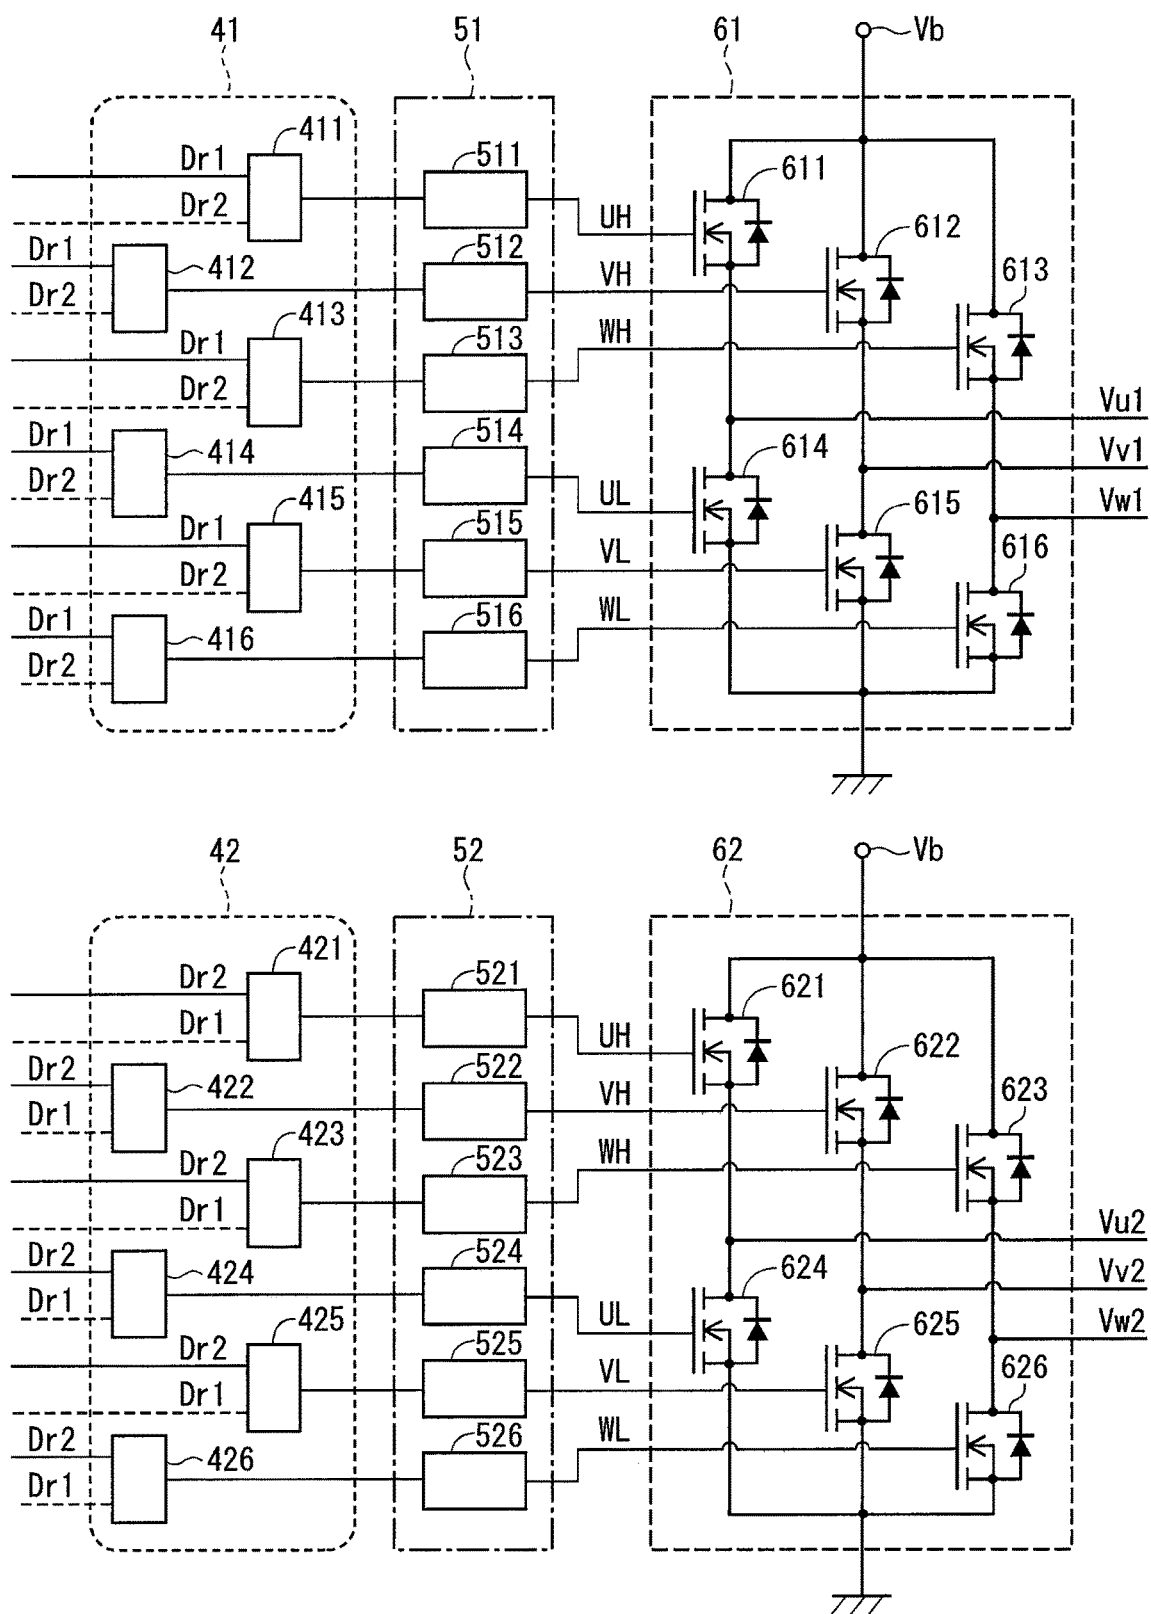 41
51
61
Vb
411
Dr1
511
611
Dr2
UH
612
Dr1
412
512
VH
613
Dr2
413
Dr1
513
WH
Dr2
Vu1
Dr1
414
514
614
Vv1
Dr2
415
UL
615
Vw1
Dr1
515
616
Dr2
VL
Dr1
416
516
WL
Dr2
42
52
62
Vb
421
Dr2
521
621
Dr1
UH
622
Dr2
422
522
VH
623
Dr1
423
Dr2
523
WH
Dr1
Vu2
Dr2
424
524
624
Vv2
Dr1
425
UL
625
Vw2
Dr2
525
626
Dr1
VL
Dr2
426
526
WL
Dr1